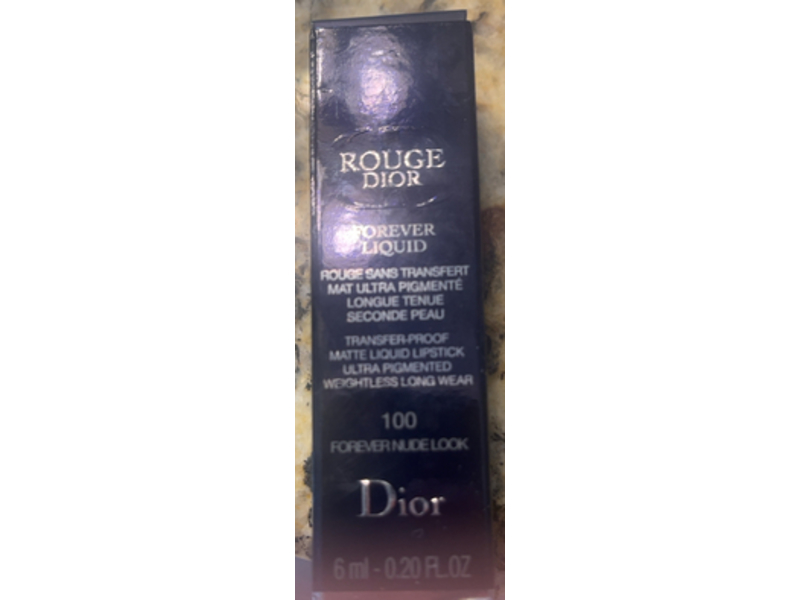 ROUGE
DIOR
FOREVER
LIQUID
ROUGE SANS TRANSFERT
MAT ULTRA PIGMENTÉ
LONGUE TENUE
SECONDE PEAU
TRANSFER-PROOF
MATTE LIQUID LIPSTICK
ULTRA PIGMENTED
WEIGHTLESS LONG WEAR
100
FOREVER NUDE LOOK
Dior
6 ml - 0.20 FL.OZ